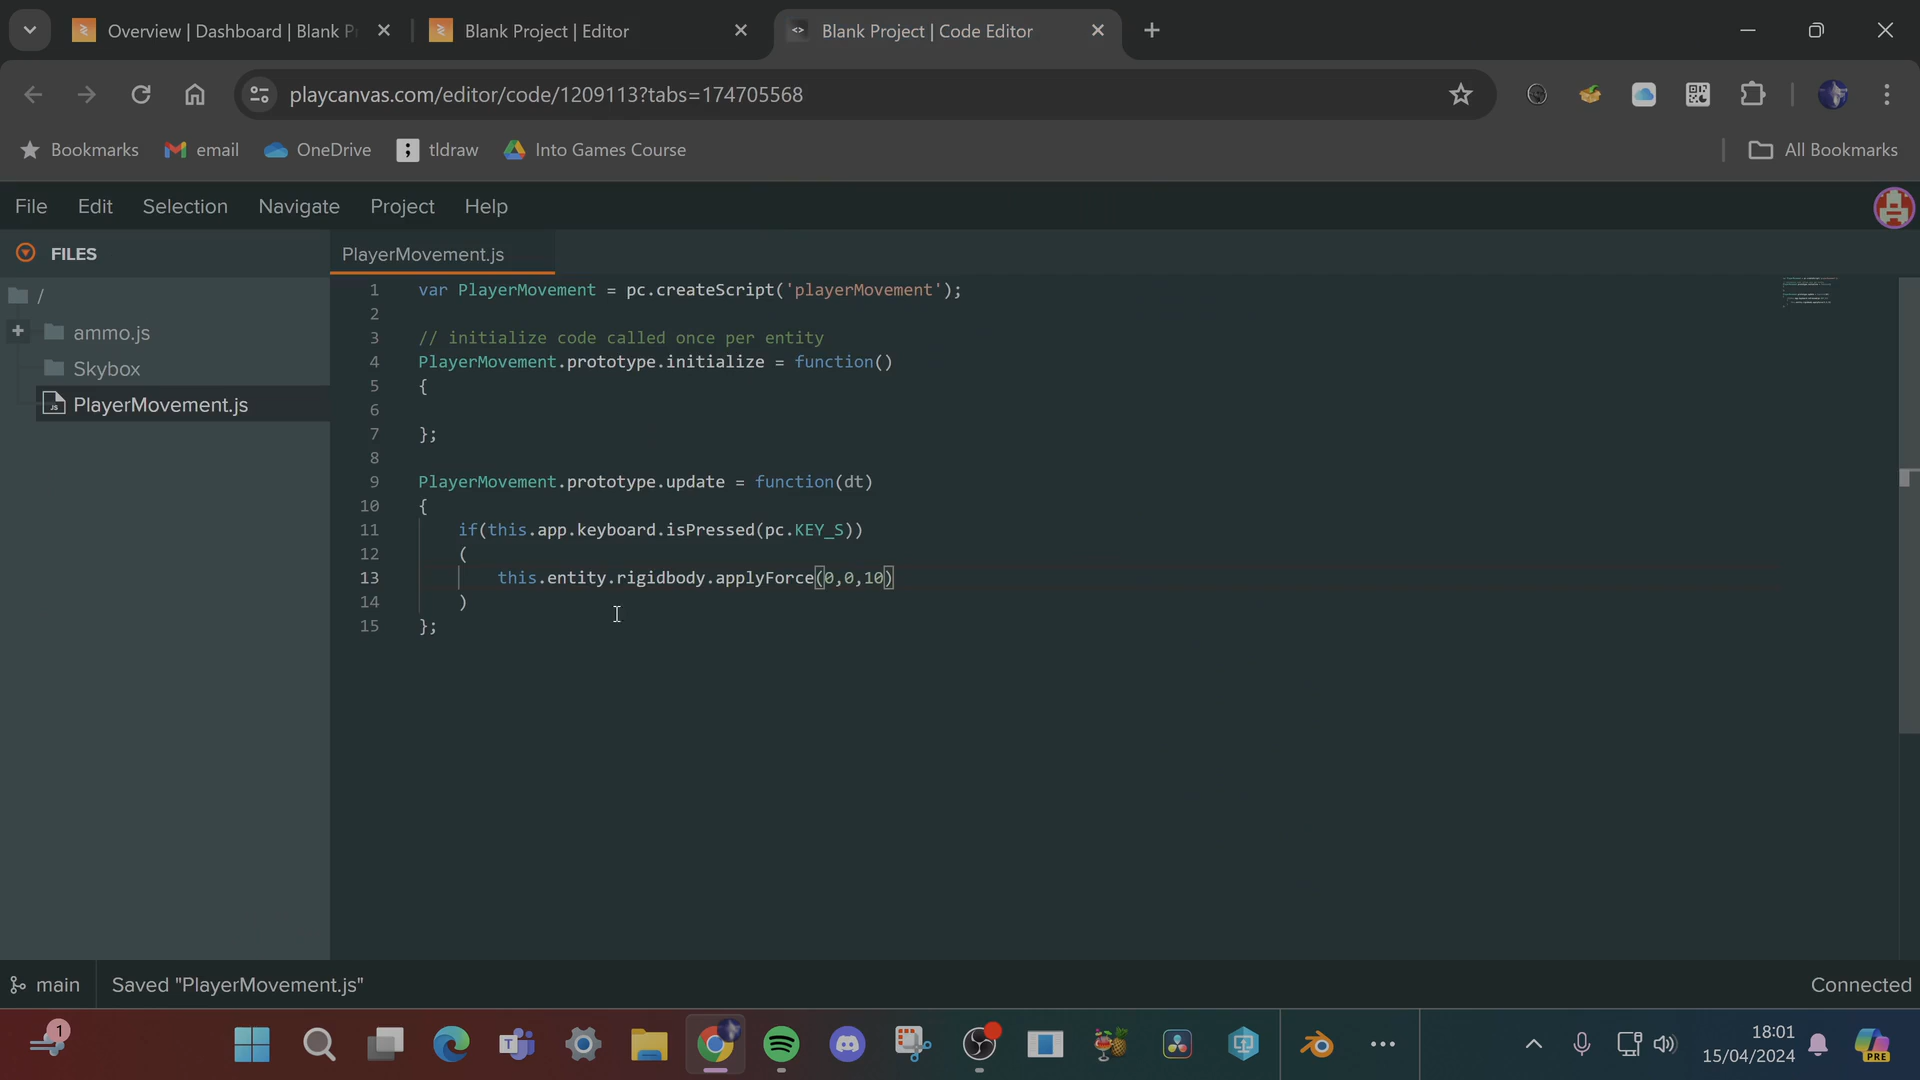 Overview | Dashboard | Blank P
Blank Project | Editor
<> Blank Project | Code Editor
playcanvas.com/editor/code/1209113?tabs=174705568
Bookmarks email OneDrive tldraw Into Games Course All Bookmarks
File Edit Selection Navigate Project Help
FILES
PlayerMovement.js
/
ammo.js
Skybox
PlayerMovement.js
1 var PlayerMovement = pc.createScript('playerMovement');
2
3 // initialize code called once per entity
4 PlayerMovement.prototype.initialize = function()
5 {
6
7 };
8
9 PlayerMovement.prototype.update = function(dt)
10 {
11 if(this.app.keyboard.isPressed(pc.KEY_S))
12 (
13 this.entity.rigidbody.applyForce(0,0,10)
14 )
15 };
main Saved "PlayerMovement.js" Connected
1
18:01
15/04/2024
PRE